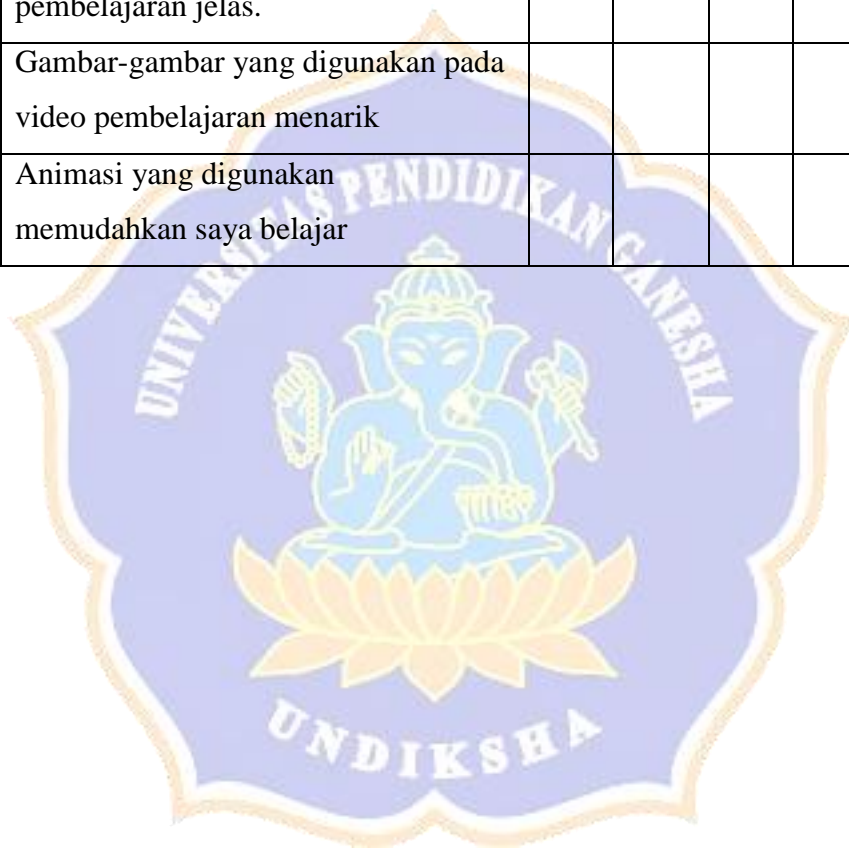 pembelajaran jelas.
Gambar-gambar yang digunakan pada
video pembelajaran menarik
Animasi yang digunakan
memudahkan saya belajar
UNIVERSITAS PENDIDIKAN GANESHA
UNDIKSHA